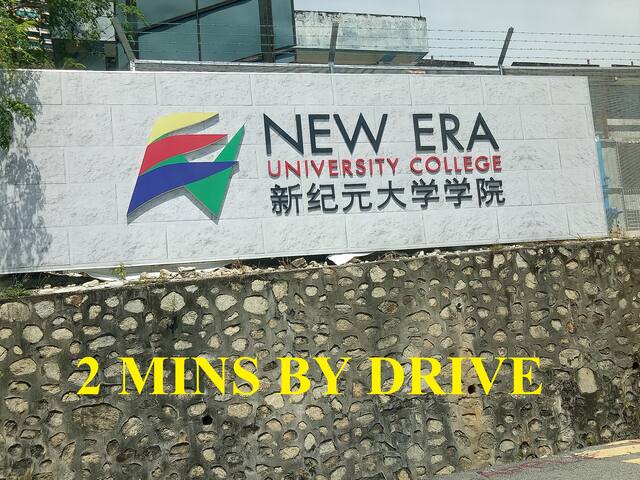 NEW ERA
UNIVERSITY COLLEGE
新纪元大学学院
2 MINS BY DRIVE